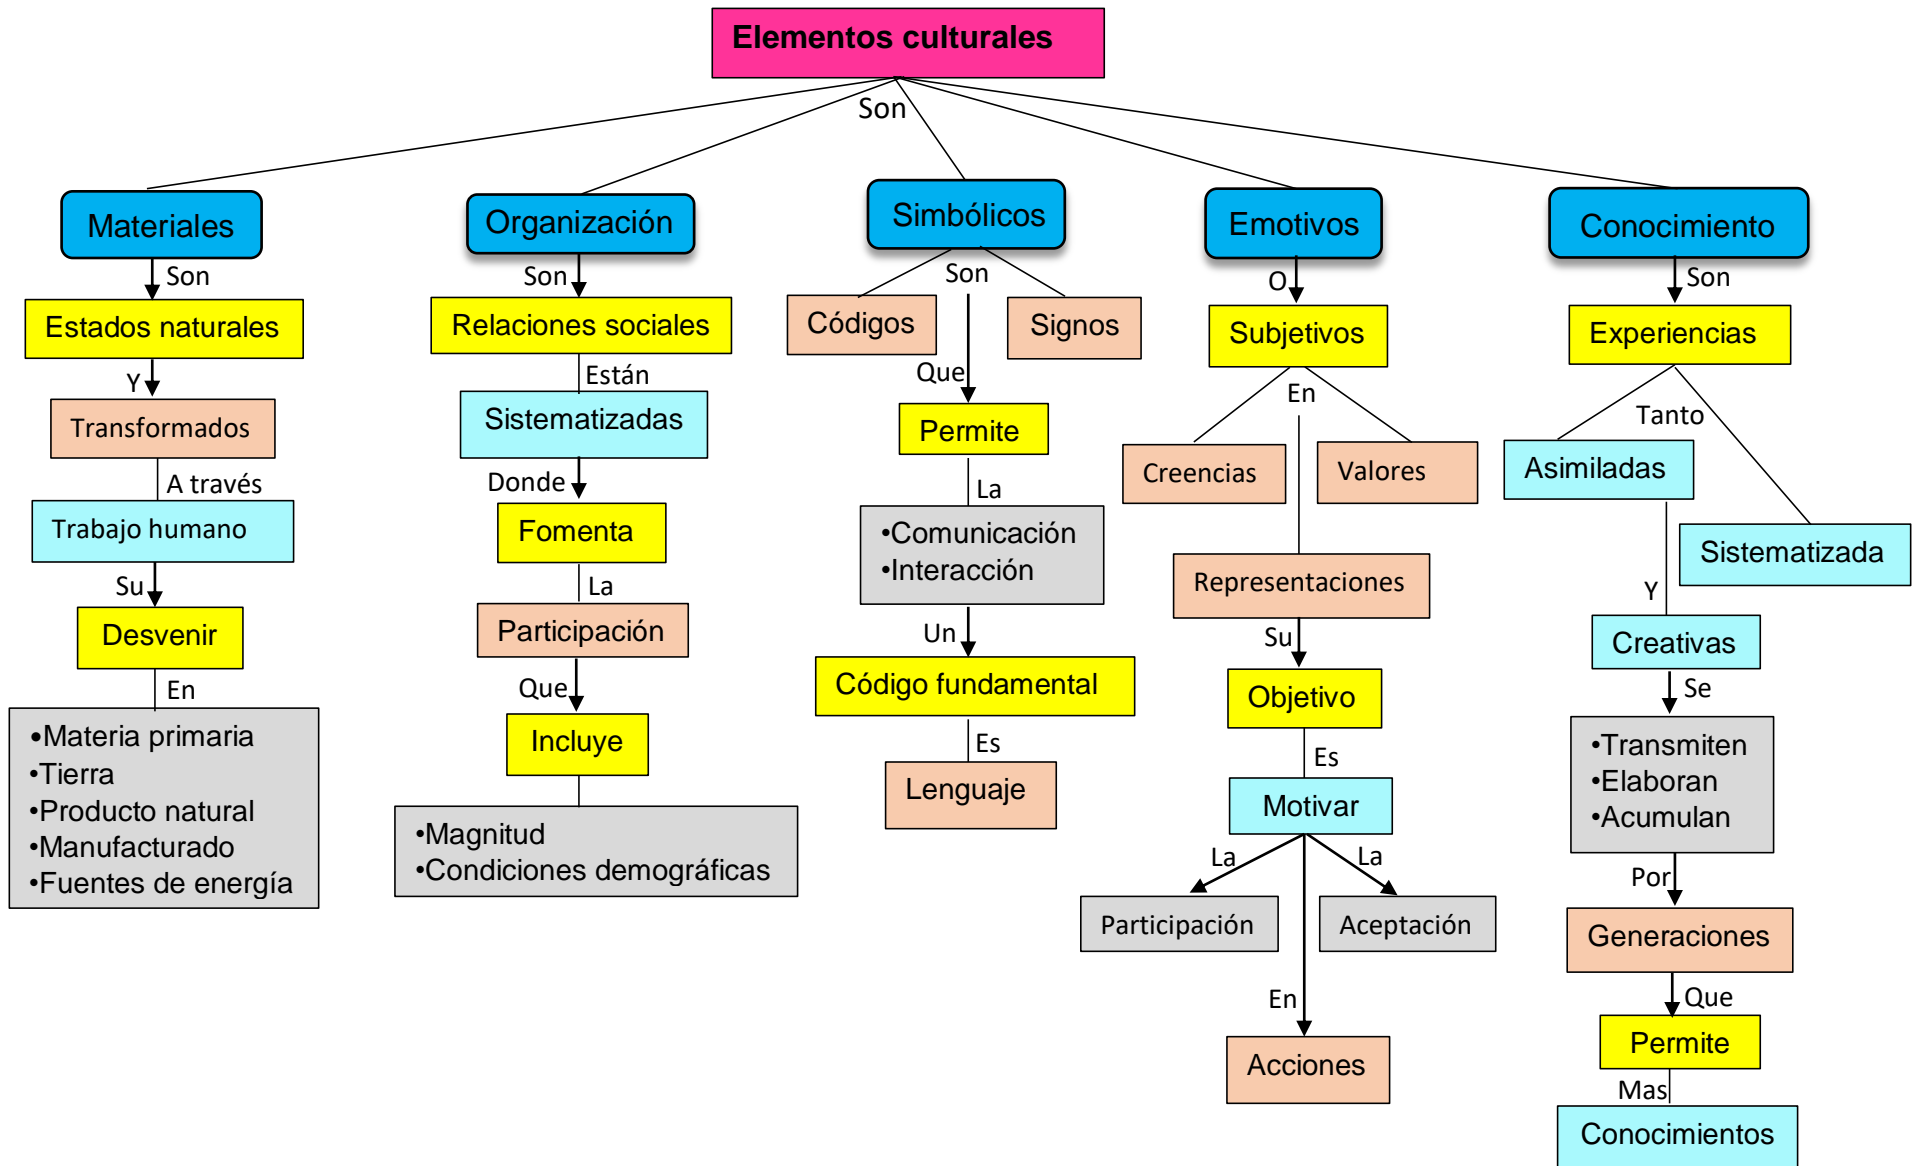 Elementos culturales
Son
Materiales
Son
Estados naturales
Y
Transformados
A través
Trabajo humano
Su
Desvenir
En
•Materia primaria
•Tierra
•Producto natural
•Manufacturado
•Fuentes de energía
Organización
Son
Relaciones sociales
Están
Sistematizadas
Donde
Fomenta
La
Participación
Que
Incluye
•Magnitud
•Condiciones demográficas
Simbólicos
Son
Códigos
Signos
Que
Permite
La
•Comunicación
•Interacción
Un
Código fundamental
Es
Lenguaje
Emotivos
O
Subjetivos
En
Creencias
Valores
Representaciones
Su
Objetivo
Es
Motivar
La
La
Participación
Aceptación
En
Acciones
Conocimiento
Son
Experiencias
Tanto
Asimiladas
Sistematizada
Y
Creativas
Se
•Transmiten
•Elaboran
•Acumulan
Por
Generaciones
Que
Permite
Mas
Conocimientos